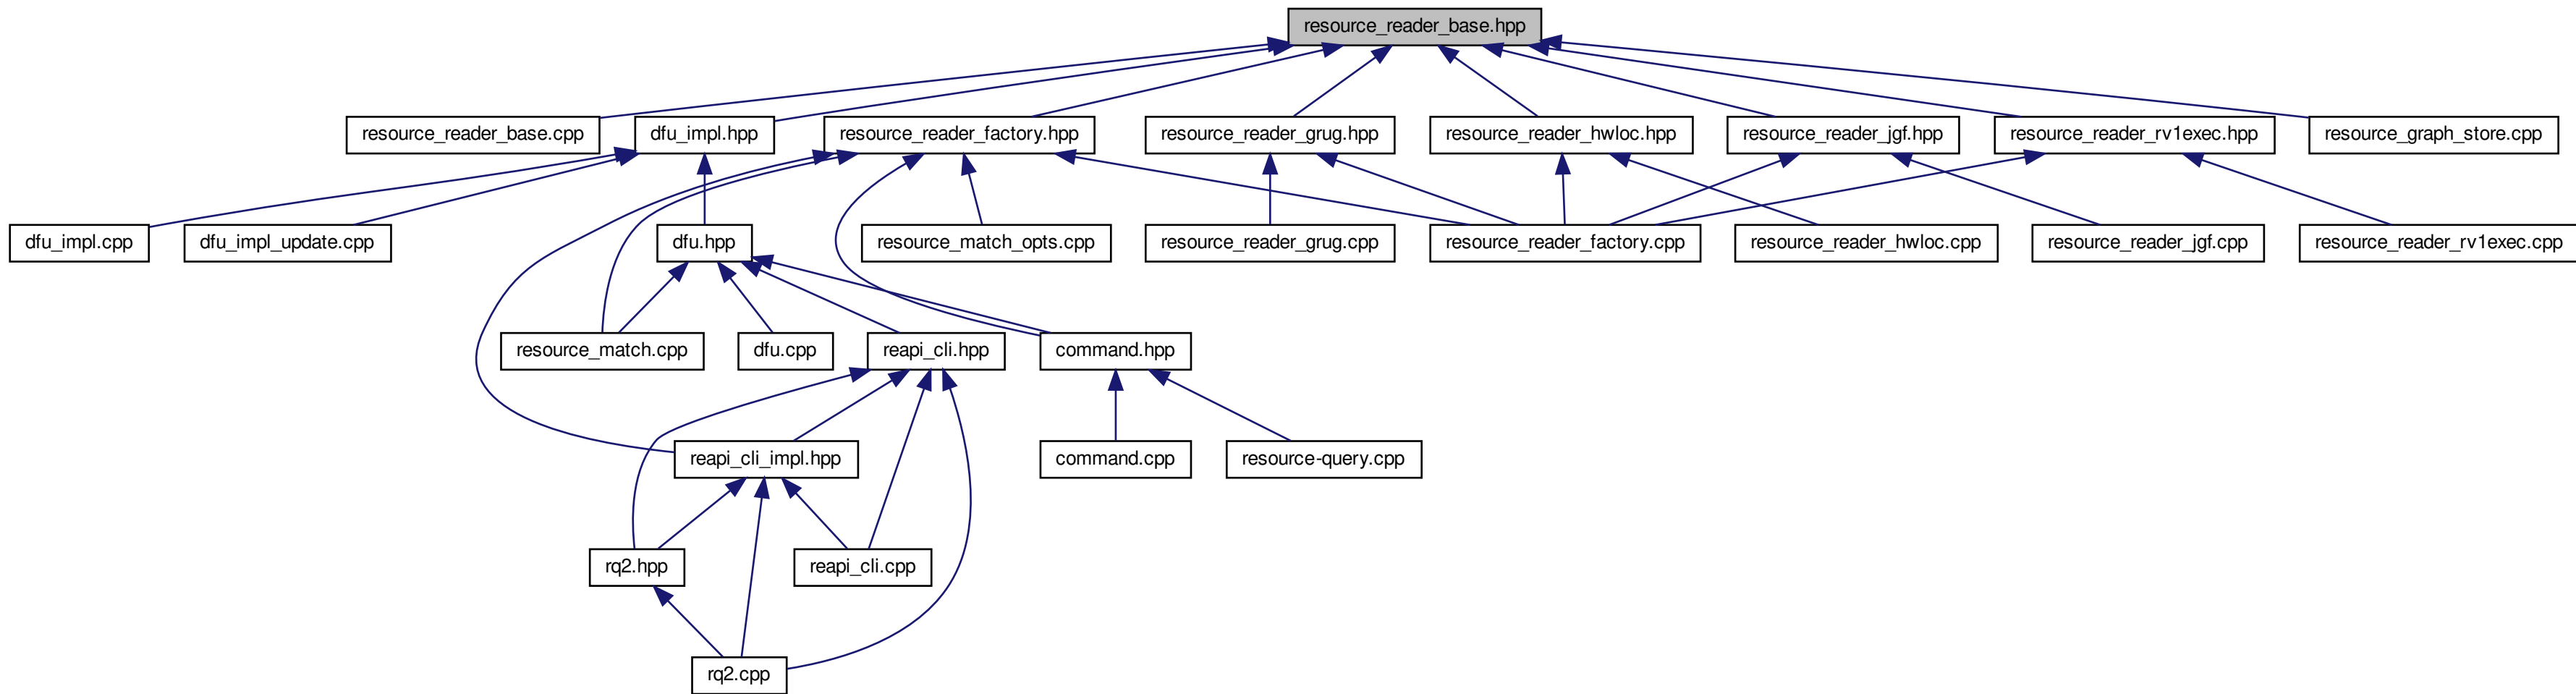 resource_reader_base.hpp
resource_reader_base.cpp
dfu_impl.hpp
resource_reader_factory.hpp
resource_reader_grug.hpp
resource_reader_hwloc.hpp
resource_reader_jgf.hpp
resource_reader_rv1exec.hpp
resource_graph_store.cpp
dfu_impl.cpp
dfu_impl_update.cpp
dfu.hpp
resource_match_opts.cpp
resource_reader_grug.cpp
resource_reader_factory.cpp
resource_reader_hwloc.cpp
resource_reader_jgf.cpp
resource_reader_rv1exec.cpp
resource_match.cpp
dfu.cpp
reapi_cli.hpp
command.hpp
reapi_cli_impl.hpp
command.cpp
resource-query.cpp
rq2.hpp
reapi_cli.cpp
rq2.cpp